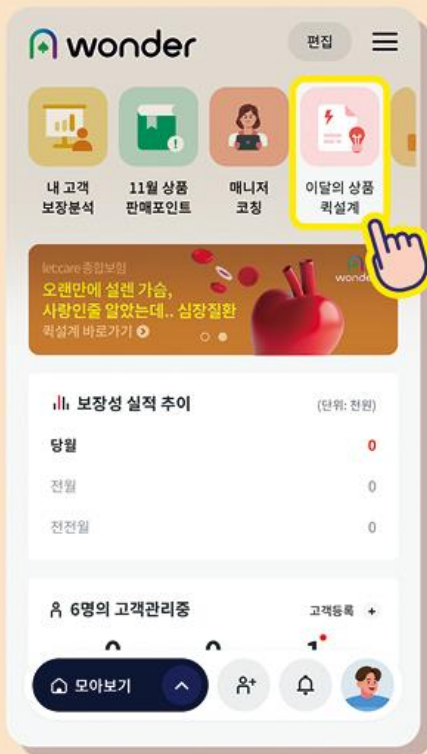 wonder
편집
내 고객
보장분석
11월 상품
판매포인트
매니저
코칭
이달의 상품
퀵설계
let:care 종합보험
오랜만에 설렌 가슴,
사랑인줄 알았는데.. 심장질환
퀵설계 바로가기
보장성 실적 추이
(단위: 천원)
당월
0
전월
0
전전월
0
6명의 고객관리중
고객등록 +
모아보기